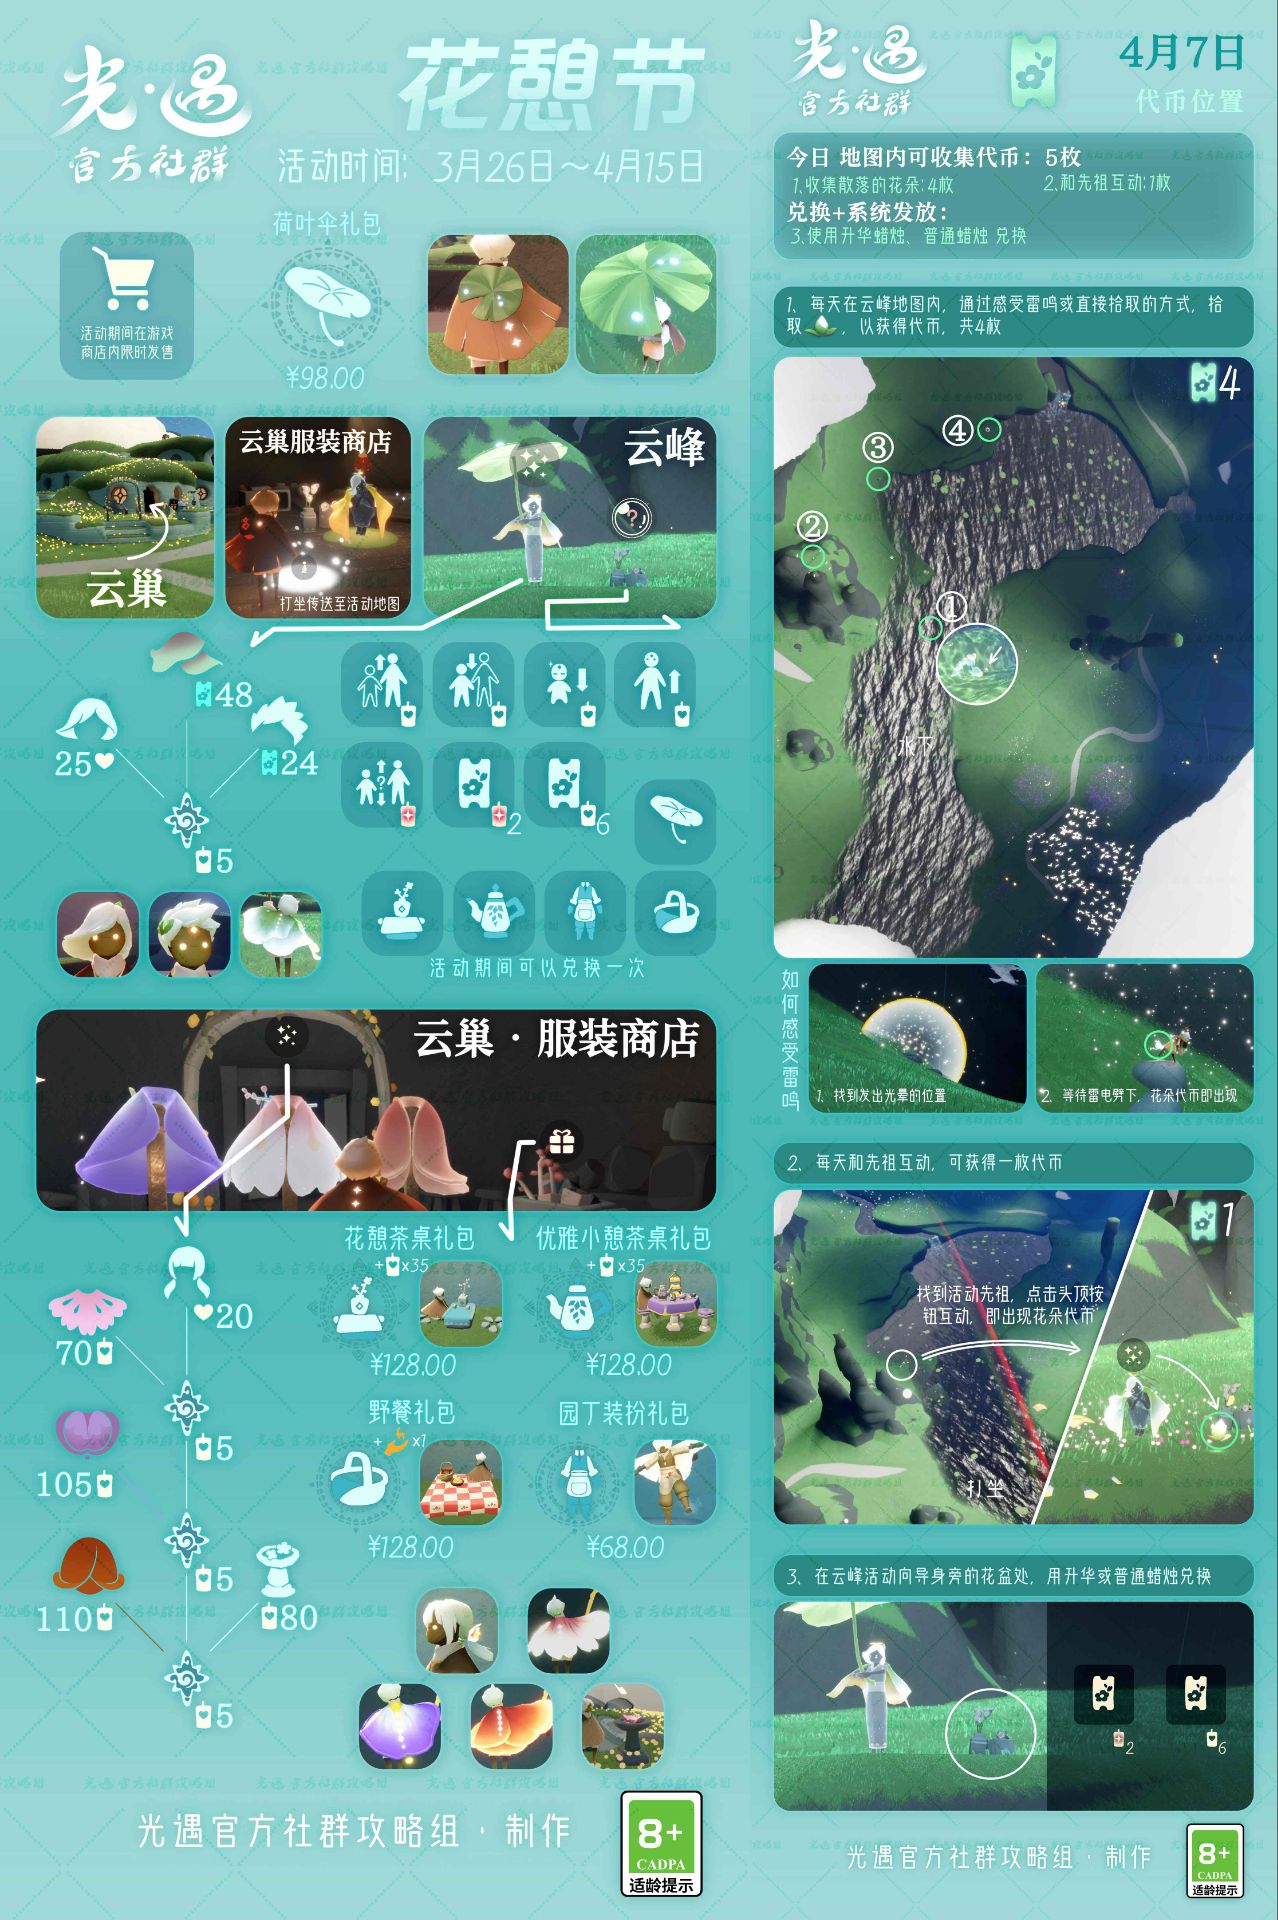 光·遇
官方社群
花憩节
活动时间：3月26日～4月15日
活动期间在游戏
商店内限时发售
荷叶伞礼包
¥98.00
云巢
云巢服装商店
打坐传送至活动地图
云峰
?
48
25
24
5
2
6
活动期间可以兑换一次
云巢·服装商店
20
70
5
105
5
110
80
5
花憩茶桌礼包
+ x35
¥128.00
优雅小憩茶桌礼包
+ x35
¥128.00
野餐礼包
+ x1
¥128.00
园丁装扮礼包
¥68.00
光遇官方社群攻略组·制作
8+
CADPA
适龄提示
光·遇
官方社群
4月7日
代币位置
今日 地图内可收集代币：5枚
1.收集散落的花朵:4枚
2.和先祖互动:1枚
兑换+系统发放：
3.使用升华蜡烛、普通蜡烛 兑换
1、每天在云峰地图内，通过感受雷鸣或直接拾取的方式，拾
取 ，以获得代币，共4枚
4
④
③
②
①
水下
如何感受雷鸣
1、找到发出光晕的位置
2、等待雷电劈下，花朵代币即出现
2、每天和先祖互动，可获得一枚代币
1
找到活动先祖，点击头顶按
钮互动，即出现花朵代币
打坐
3、在云峰活动向导身旁的花盆处，用升华或普通蜡烛兑换
2
6
光遇官方社群攻略组·制作
8+
CADPA
适龄提示